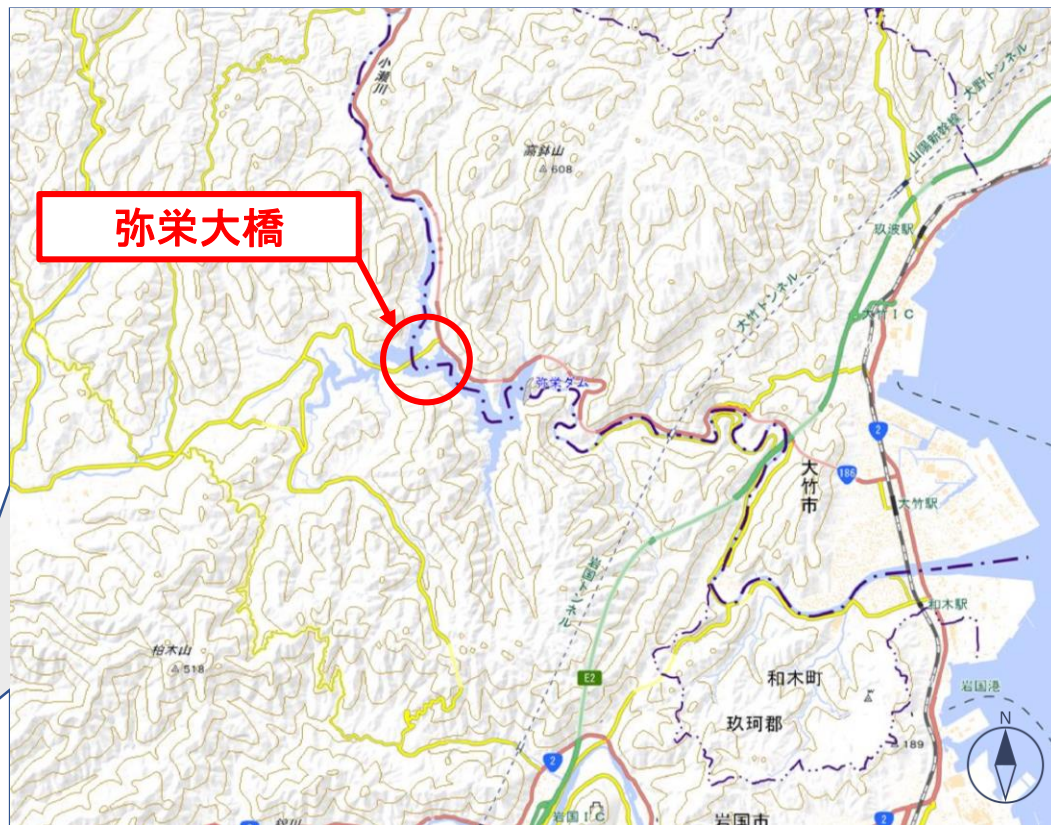 小瀬川
大野トンネル
山陽新幹線
高鉢山
608
弥栄大橋
玖波駅
大竹トンネル
大竹IC
弥栄ダム
2
大竹市
186
大竹駅
岩国トンネル
和木駅
柏木山
518
E2
和木町
岩国港
玖珂郡
N
189
2
岩国IC
岩国市
2